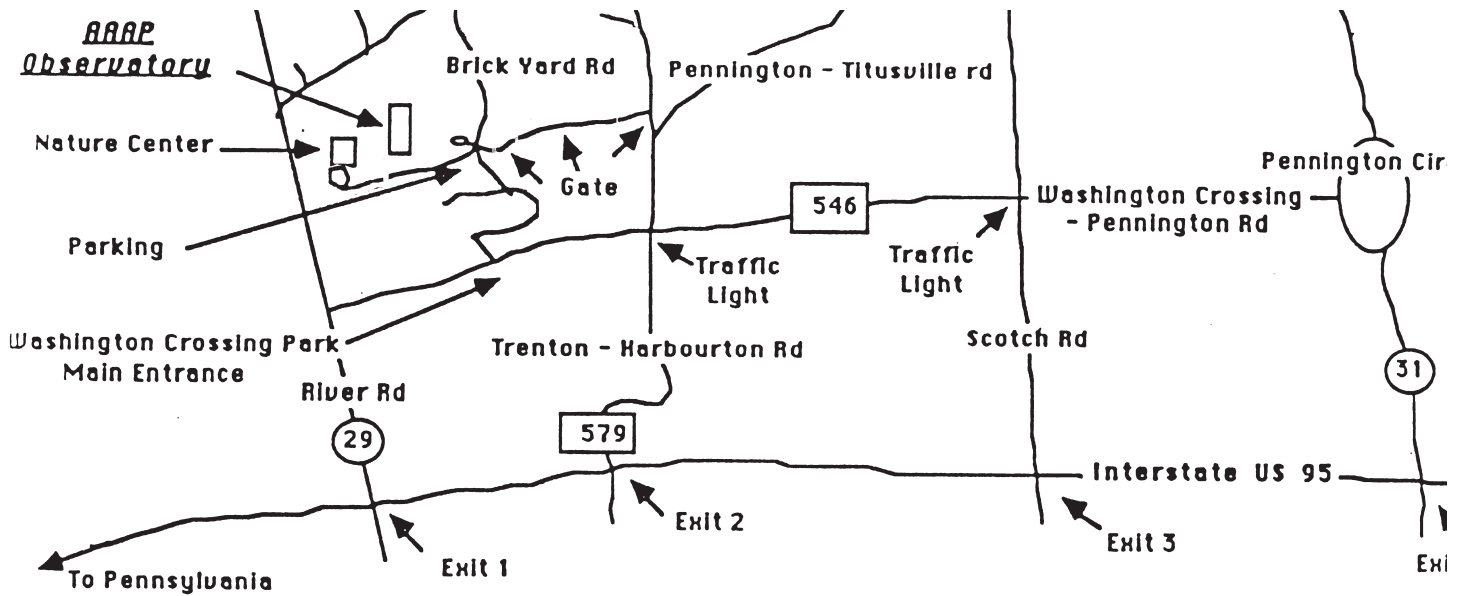 AAAP
Observatory
Brick Yard Rd
Pennington - Titusville rd
Nature Center
Gate
Pennington Cir
546
Washington Crossing
- Pennington Rd
Parking
Traffic
Light
Traffic
Light
Washington Crossing Park
Main Entrance
Trenton - Harbourton Rd
Scotch Rd
31
River Rd
29
579
Interstate US 95
Exit 2
Exit 3
Exit 1
Exi
To Pennsylvania